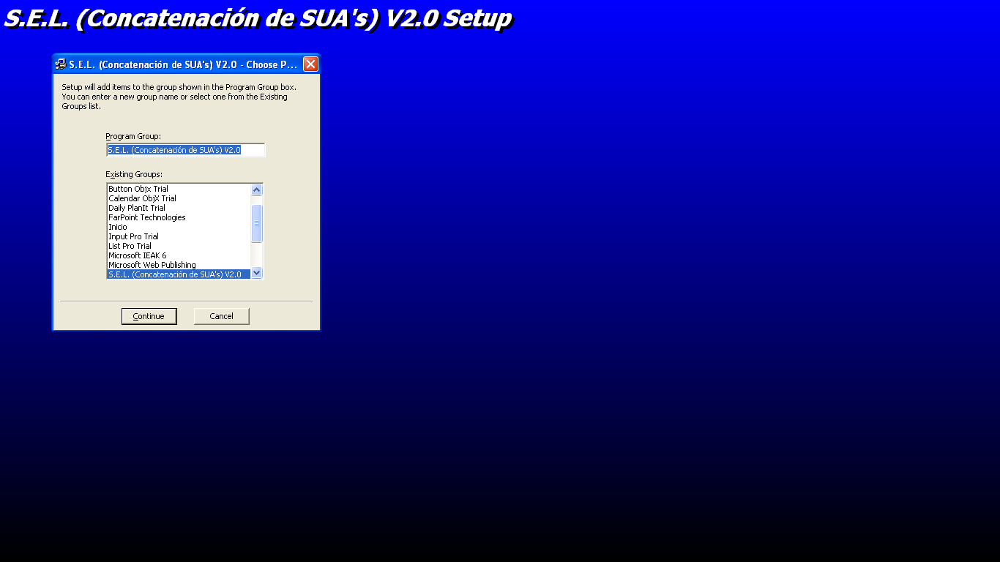 S.E.L. (Concatenación de SUA's) V2.0 Setup
S.E.L. (Concatenación de SUA's) V2.0 - Choose P...
Setup will add items to the group shown in the Program Group box.
You can enter a new group name or select one from the Existing
Groups list.
Program Group:
S.E.L. (Concatenación de SUA's) V2.0
Existing Groups:
Button Objx Trial
Calendar ObjX Trial
Daily PlanIt Trial
FarPoint Technologies
Inicio
Input Pro Trial
List Pro Trial
Microsoft IEAK 6
Microsoft Web Publishing
S.E.L. (Concatenación de SUA's) V2.0
Continue
Cancel